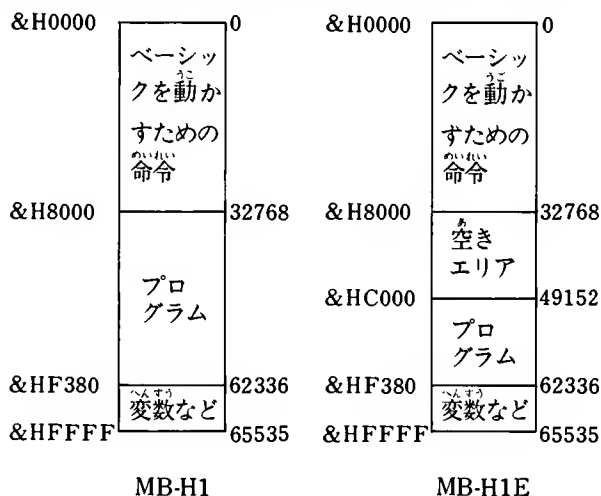 &H0000
0
ベーシッ
クを動か
すための
命令
&H8000
32768
プロ
グラム
&HF380
62336
変数など
&HFFFF
65535
MB-H1
&H0000
0
ベーシッ
クを動か
すための
命令
&H8000
32768
空き
エリア
&HC000
49152
プロ
グラム
&HF380
62336
変数など
&HFFFF
65535
MB-H1E